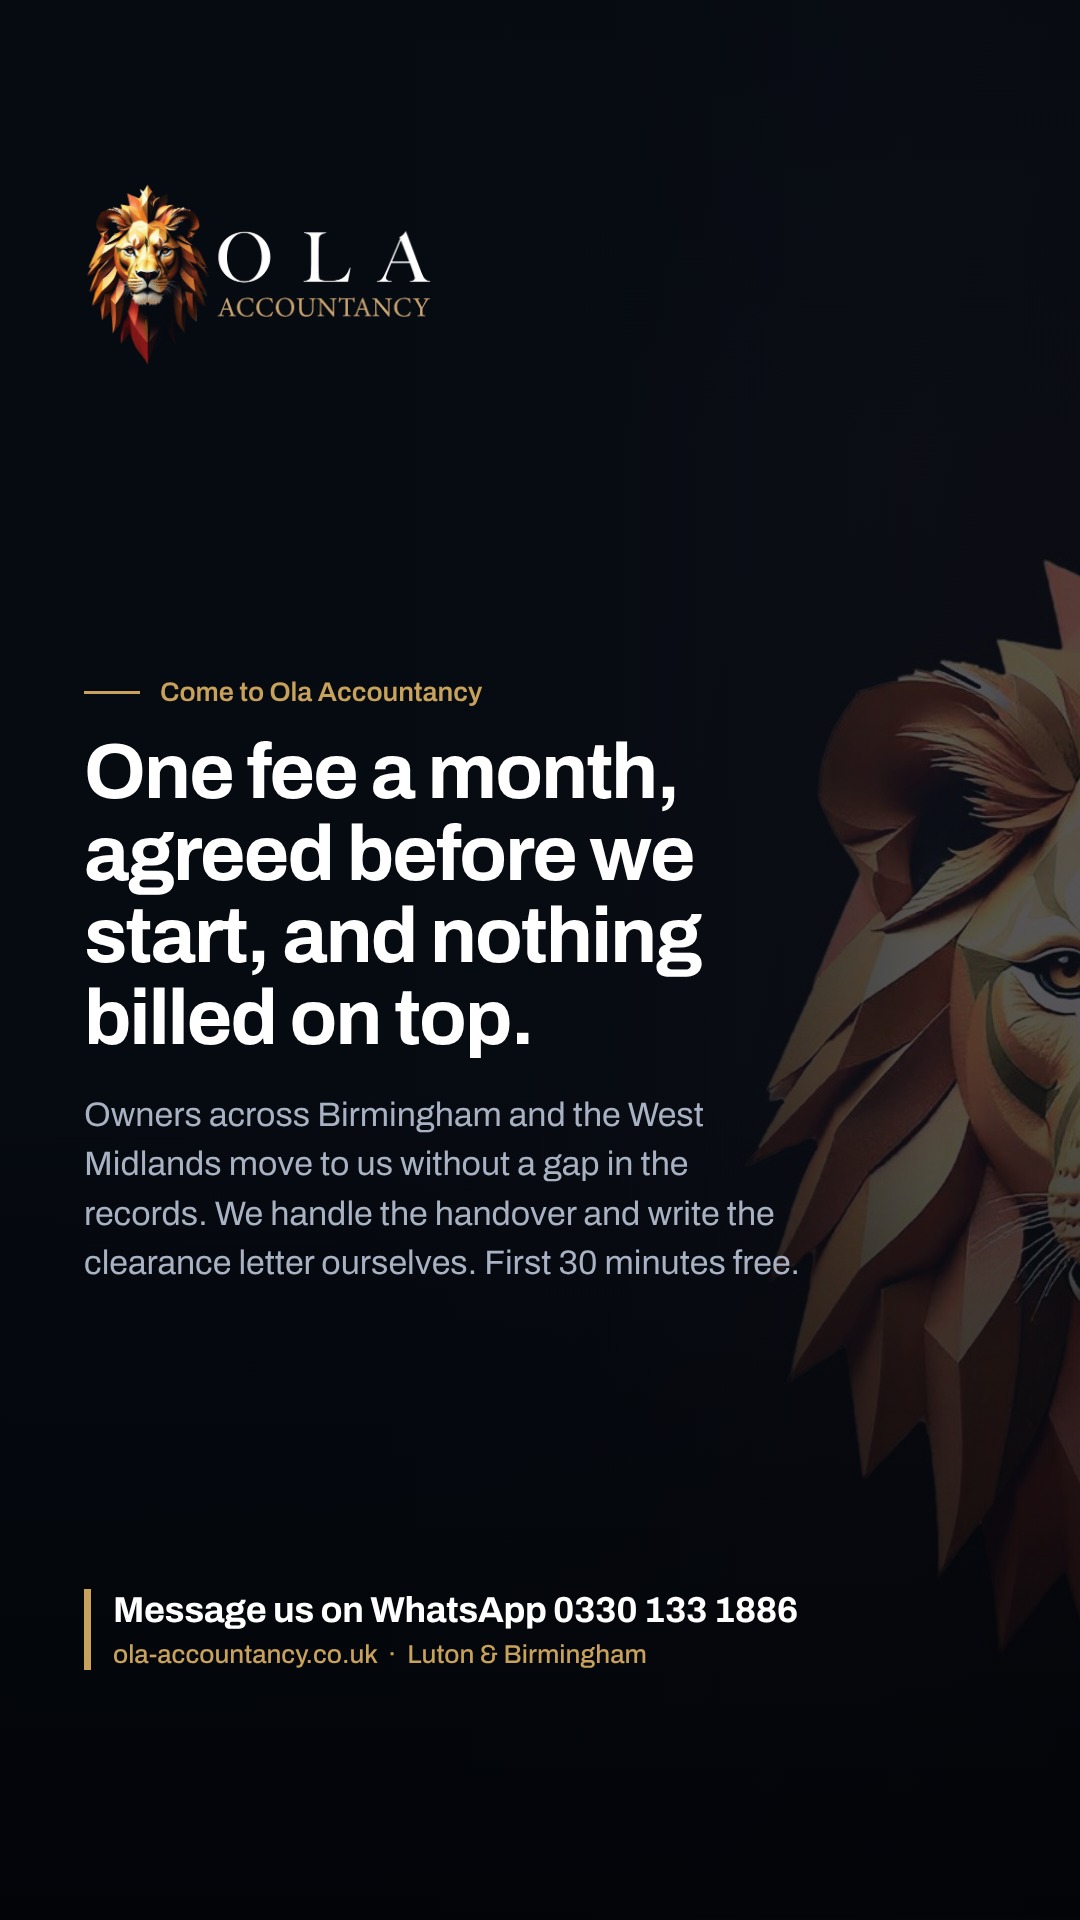 OLA
ACCOUNTANCY
Come to Ola Accountancy
One fee a month,
agreed before we
start, and nothing
billed on top.
Owners across Birmingham and the West
Midlands move to us without a gap in the
records. We handle the handover and write the
clearance letter ourselves. First 30 minutes free.
Message us on WhatsApp 0330 133 1886
ola-accountancy.co.uk · Luton & Birmingham